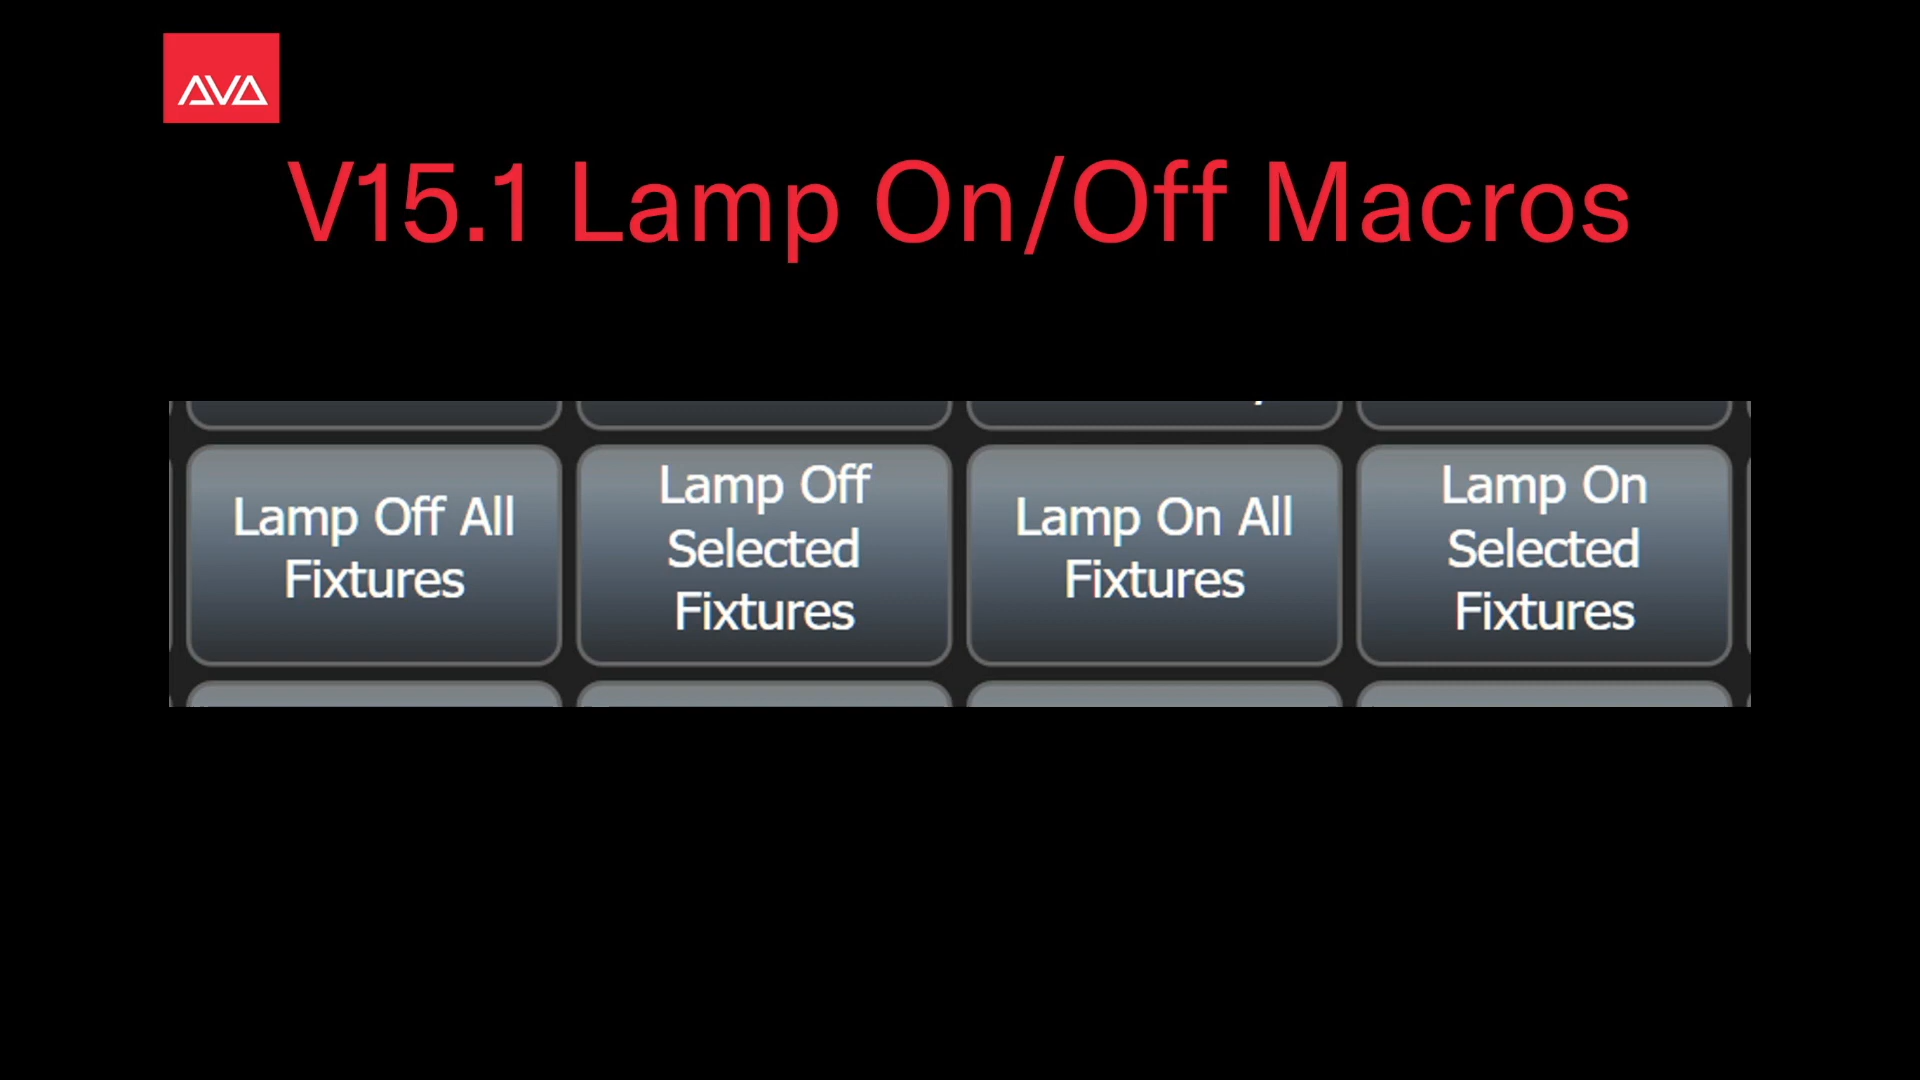 AVA
V15.1 Lamp On/Off Macros
Lamp Off All
Fixtures
Lamp Off
Selected
Fixtures
Lamp On All
Fixtures
Lamp On
Selected
Fixtures